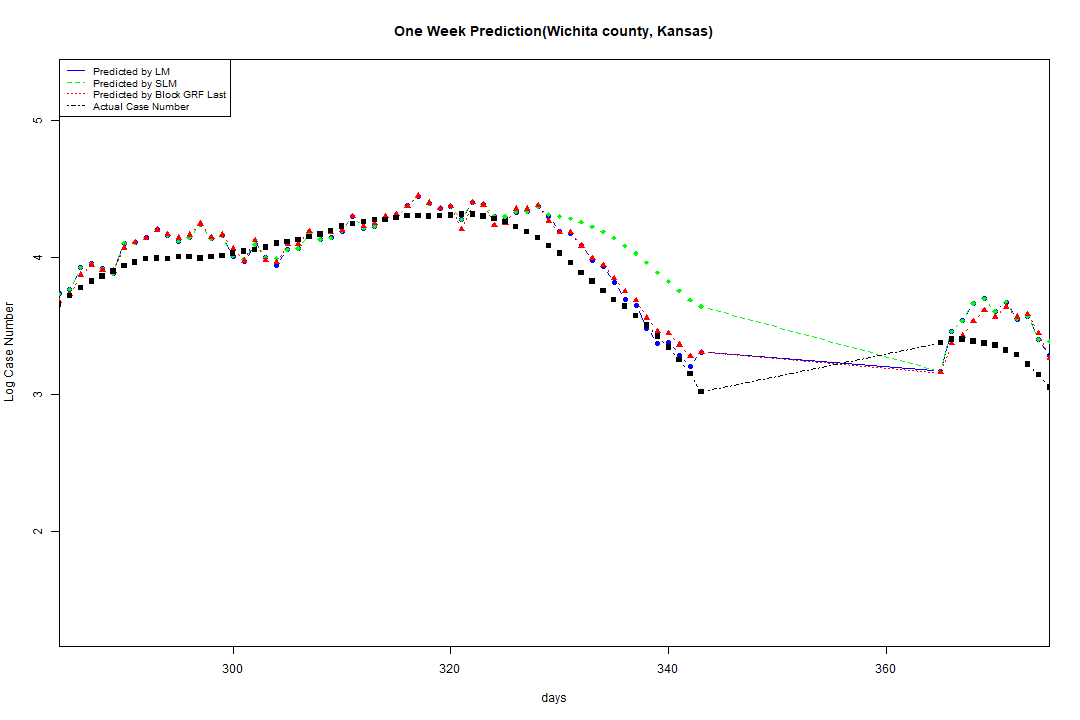 One Week Prediction(Wichita county, Kansas)
Predicted by LM
Predicted by SLM
Predicted by Block GRF Last
Actual Case Number
5
4
3
2
Log Case Number
300 320 340 360
days